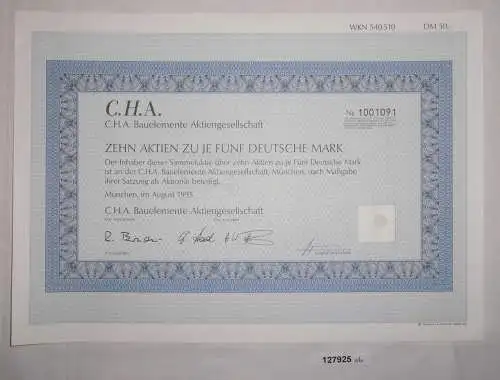 WKN 540.510 DM 50,-
C.H.A.
C.H.A. Bauelemente Aktiengesellschaft
№ 1001091
ZEHN AKTIEN ZU JE FÜNF DEUTSCHE MARK
Der Inhaber dieser Sammelaktie über zehn Aktien zu je Fünf Deutsche Mark
ist an der C.H.A. Bauelemente Aktiengesellschaft, München, nach Maßgabe
ihrer Satzung als Aktionär beteiligt.
München, im August 1995
C.H.A. Bauelemente Aktiengesellschaft
127925